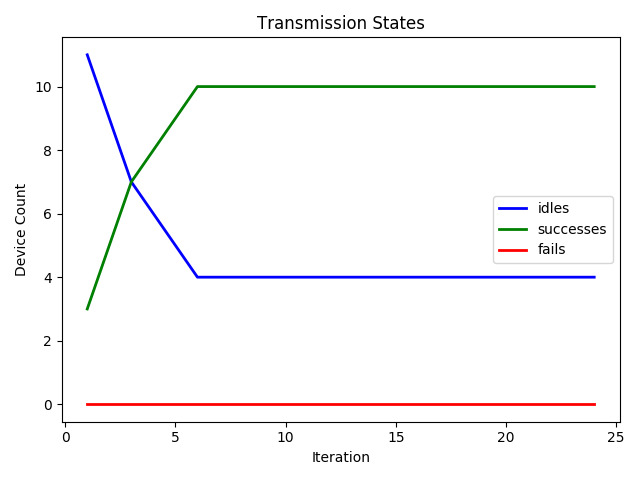 Transmission States
Device Count
10
8
6
4
2
0
idles
successes
fails
0 5 10 15 20 25
Iteration